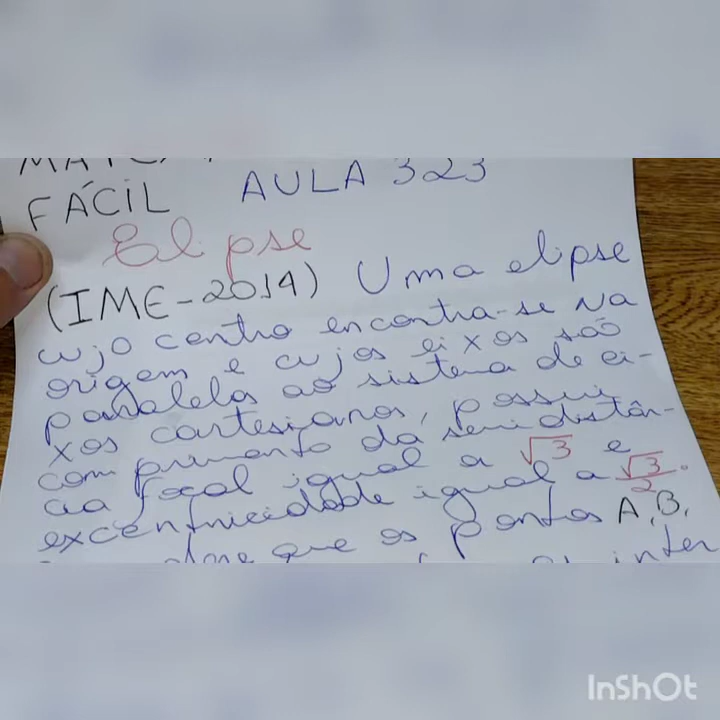 FÁCIL AULA 323
Elipse
(IME-2014) Uma elipse
cujo centro encontra-se na
origem e cujos eixos são
paralelos ao sistema de ei-
xos cartesianos, possui
comprimento da semidistân-
cia focal igual a √3 e
excentricidade igual a √3/2.
que os pontos A, B,
InShOt